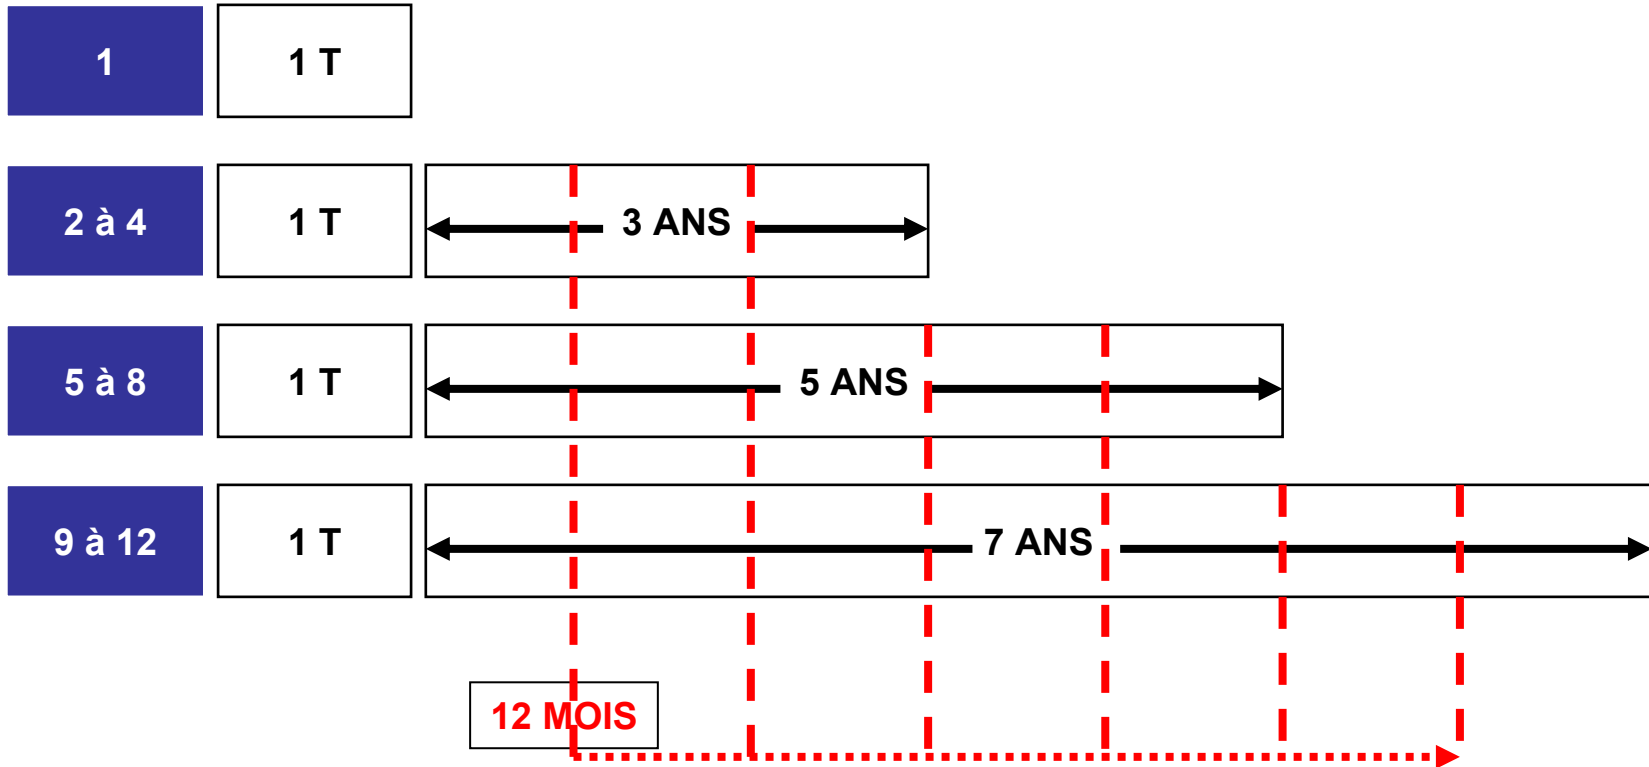 1 1 T
2 à 4 1 T 3 ANS
5 à 8 1 T 5 ANS
9 à 12 1 T 7 ANS
12 MOIS